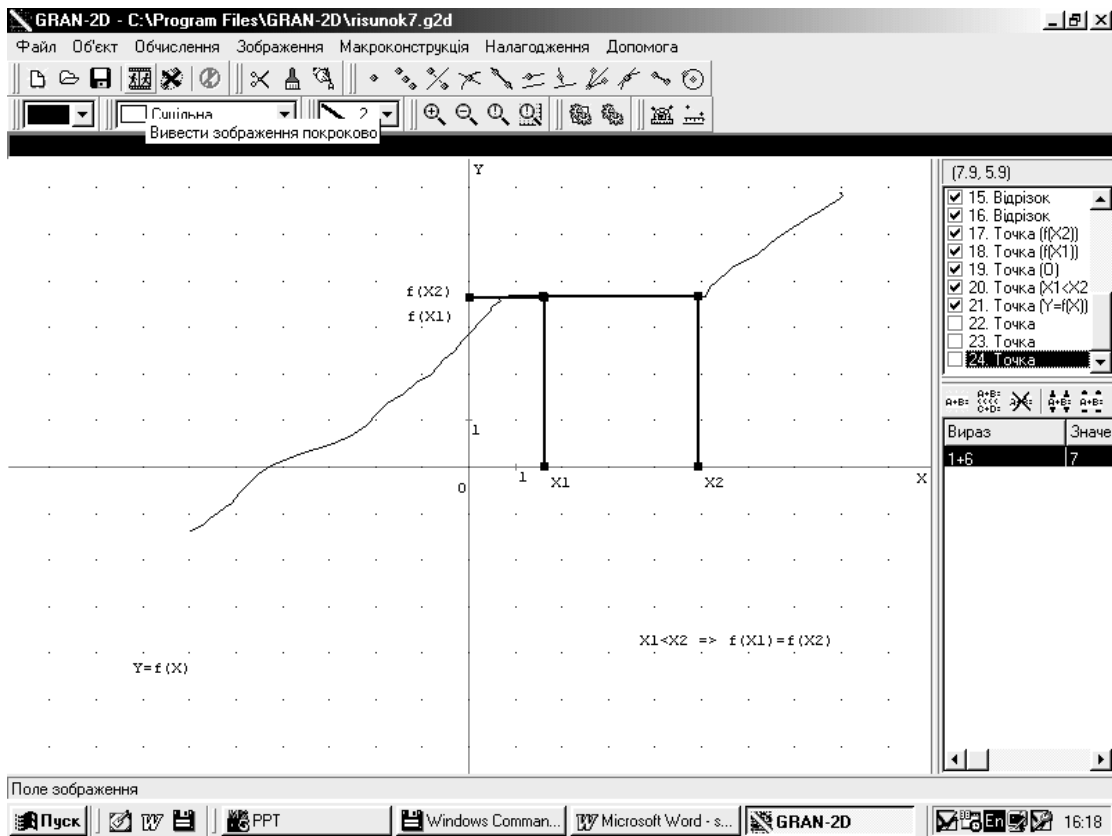 GRAN-2D - C:\Program Files\GRAN-2D\risunok7.g2d
Файл Об'єкт Обчислення Зображення Макроконструкція Налагодження Допомога
Суцільна 2
Вивести зображення покроково
(7.9, 5.9)
15. Відрізок
16. Відрізок
17. Точка (f(X2))
18. Точка (f(X1))
19. Точка (0)
20. Точка (X1<X2
21. Точка (Y=f(X))
22. Точка
23. Точка
24. Точка
Y
f(X2)
f(X1)
1
0
1
X1
X2
X
X1<X2 => f(X1)=f(X2)
Y=f(X)
A+B=
A+B=
<<<<
C+D=
A+B=
A+B=
Вираз Значе
1+6 7
Поле зображення
Пуск PPT Windows Comman... Microsoft Word - s... GRAN-2D En 16:18